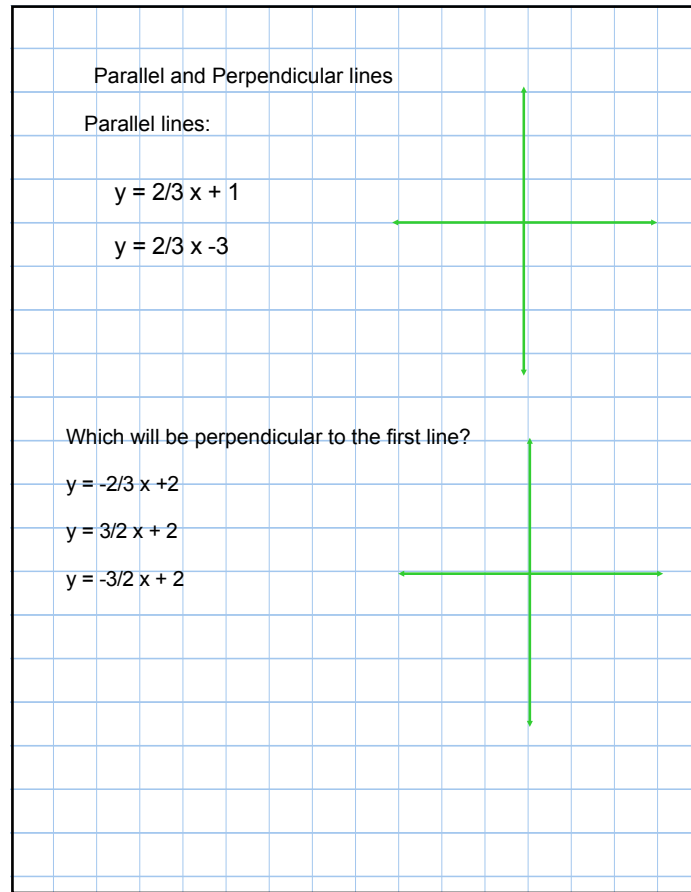 Parallel and Perpendicular lines
Parallel lines:
y = 2/3 x + 1
y = 2/3 x -3
Which will be perpendicular to the first line?
y = -2/3 x +2
y = 3/2 x + 2
y = -3/2 x + 2